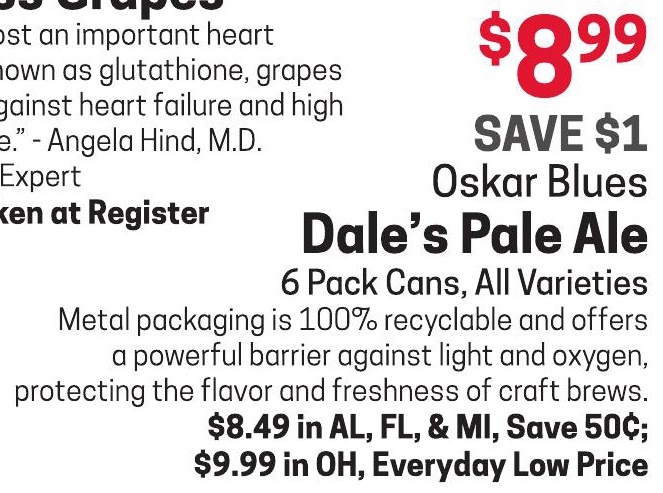 Grapes
ost an important heart
nown as glutathione, grapes
gainst heart failure and high
e.” - Angela Hind, M.D.
Expert
ken at Register
$899
SAVE $1
Oskar Blues
Dale’s Pale Ale
6 Pack Cans, All Varieties
Metal packaging is 100% recyclable and offers
a powerful barrier against light and oxygen,
protecting the flavor and freshness of craft brews.
$8.49 in AL, FL, & MI, Save 50¢;
$9.99 in OH, Everyday Low Price